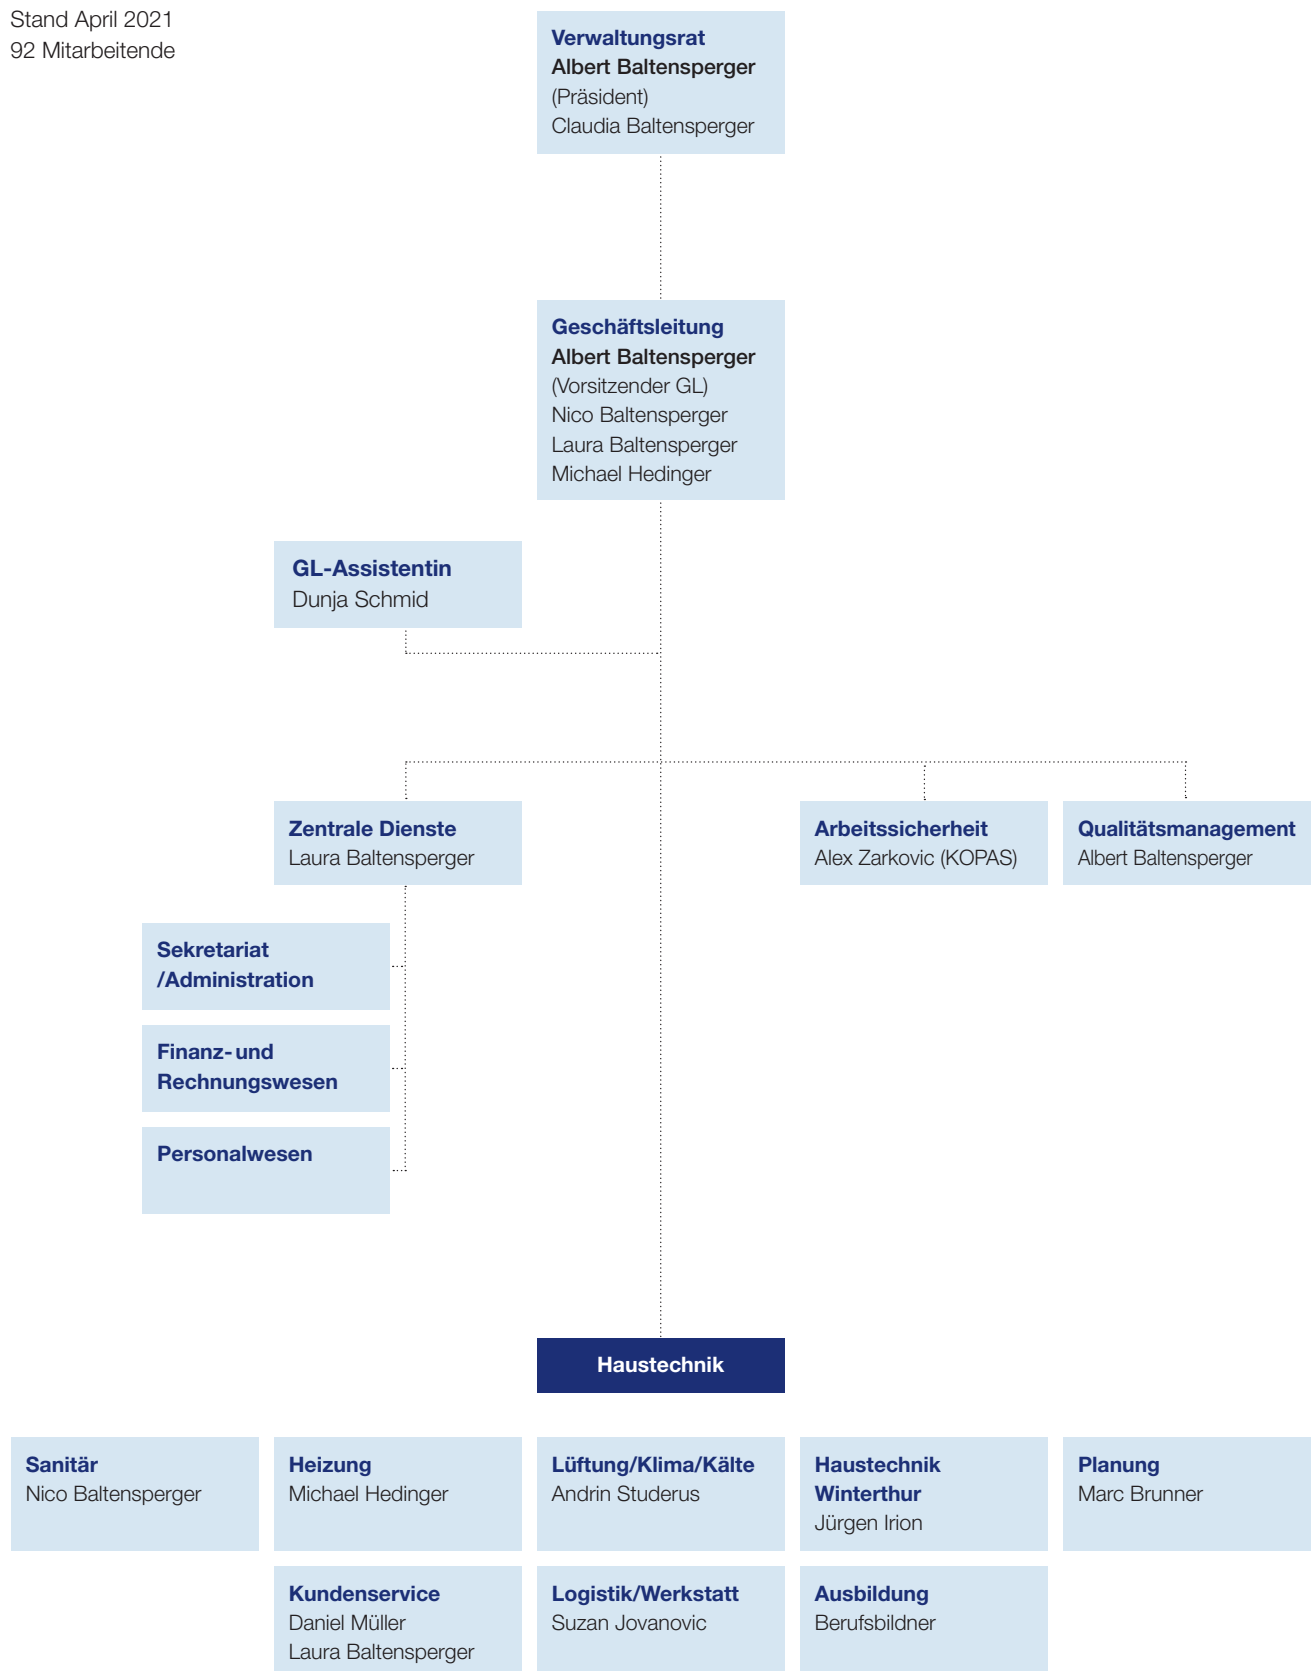 Stand April 2021
92 Mitarbeitende
Verwaltungsrat
Albert Baltensperger
(Präsident)
Claudia Baltensperger
Geschäftsleitung
Albert Baltensperger
(Vorsitzender GL)
Nico Baltensperger
Laura Baltensperger
Michael Hedinger
GL-Assistentin
Dunja Schmid
Zentrale Dienste
Laura Baltensperger
Arbeitssicherheit
Alex Zarkovic (KOPAS)
Qualitätsmanagement
Albert Baltensperger
Sekretariat
/Administration
Finanz- und
Rechnungswesen
Personalwesen
Haustechnik
Sanitär
Nico Baltensperger
Heizung
Michael Hedinger
Lüftung/Klima/Kälte
Andrin Studerus
Haustechnik
Winterthur
Jürgen Irion
Planung
Marc Brunner
Kundenservice
Daniel Müller
Laura Baltensperger
Logistik/Werkstatt
Suzan Jovanovic
Ausbildung
Berufsbildner